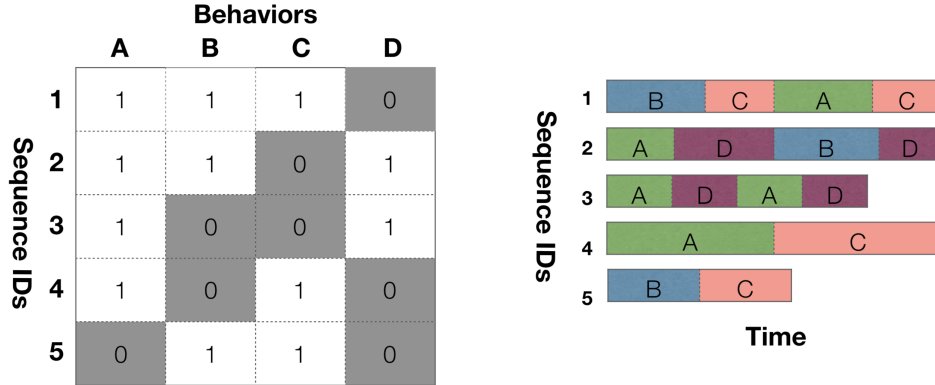 Behaviors
A B C D
Sequence IDs
1 1 1 1 0
2 1 1 0 1
3 1 0 0 1
4 1 0 1 0
5 0 1 1 0
Sequence IDs
1 B C A C
2 A D B D
3 A D A D
4 A C
5 B C
Time